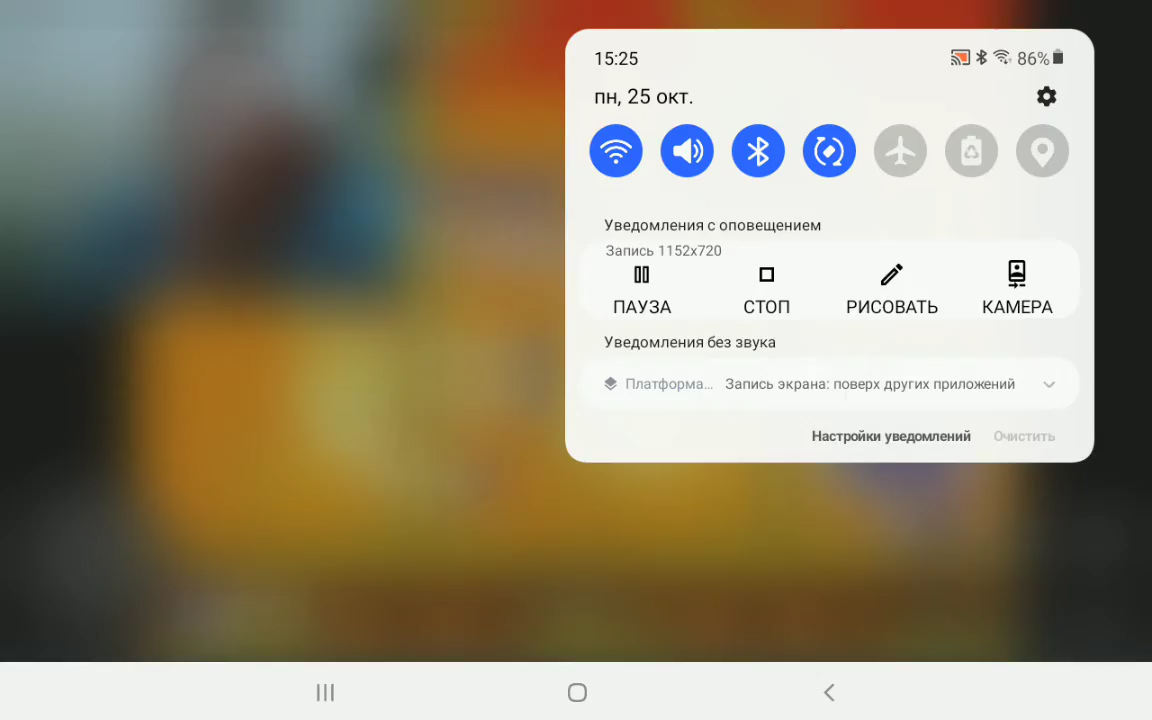 15:25
86%
пн, 25 окт.
Уведомления с оповещением
Запись 1152x720
ПАУЗА
СТОП
РИСОВАТЬ
КАМЕРА
Уведомления без звука
Платформа… Запись экрана: поверх других приложений
Настройки уведомлений
Очистить